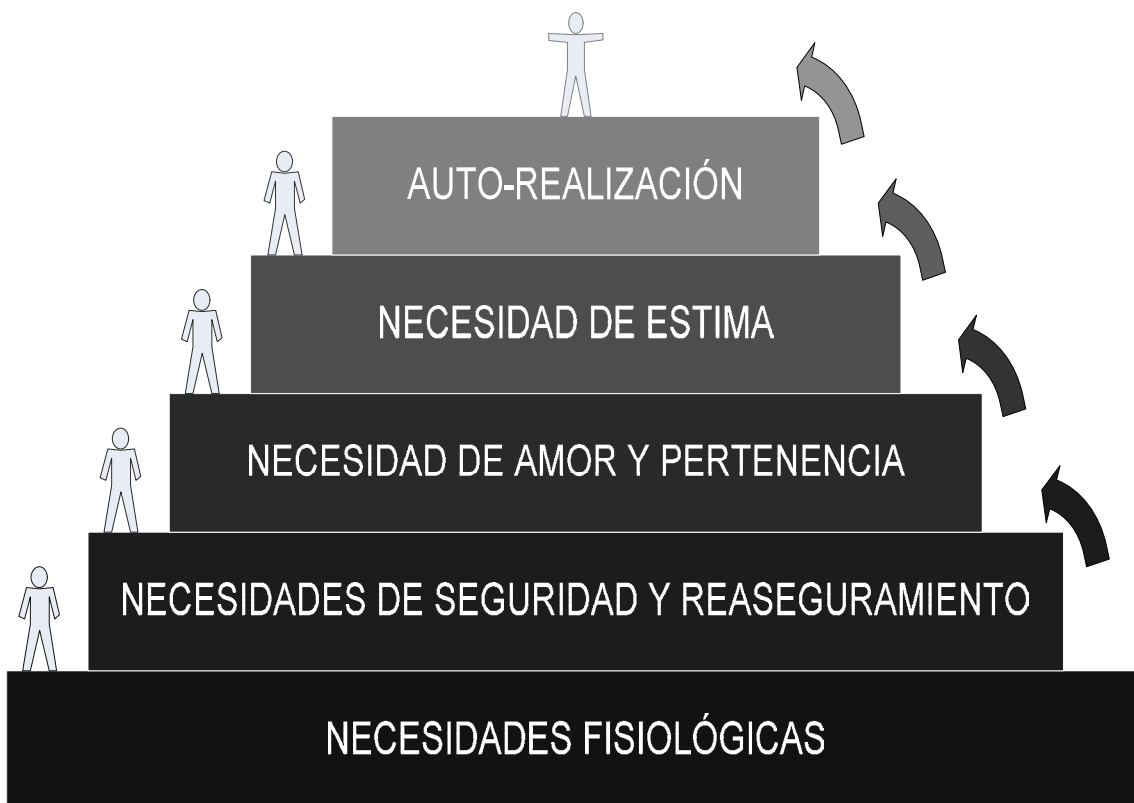 AUTO-REALIZACIÓN
NECESIDAD DE ESTIMA
NECESIDAD DE AMOR Y PERTENENCIA
NECESIDADES DE SEGURIDAD Y REASEGURAMIENTO
NECESIDADES FISIOLÓGICAS